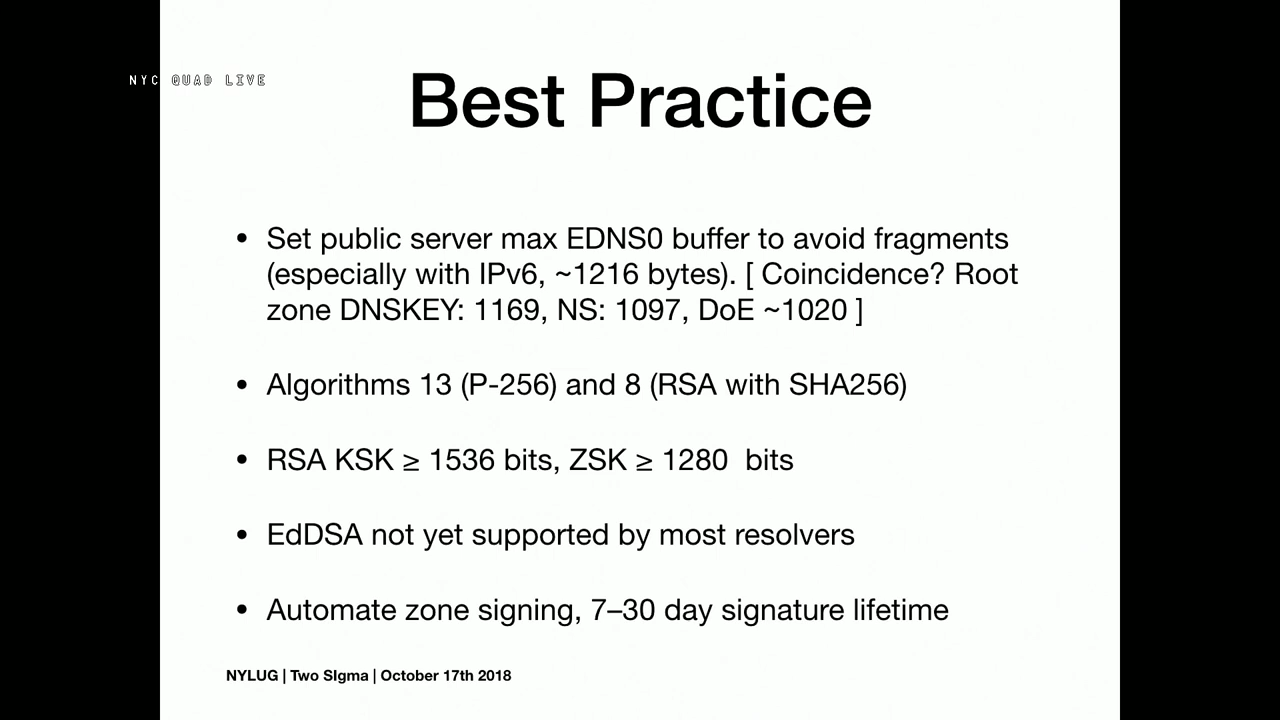 NYC QUAD LIVE
Best Practice
• Set public server max EDNS0 buffer to avoid fragments
(especially with IPv6, ~1216 bytes). [ Coincidence? Root
zone DNSKEY: 1169, NS: 1097, DoE ~1020 ]
• Algorithms 13 (P-256) and 8 (RSA with SHA256)
• RSA KSK ≥ 1536 bits, ZSK ≥ 1280  bits
• EdDSA not yet supported by most resolvers
• Automate zone signing, 7–30 day signature lifetime
NYLUG | Two SIgma | October 17th 2018